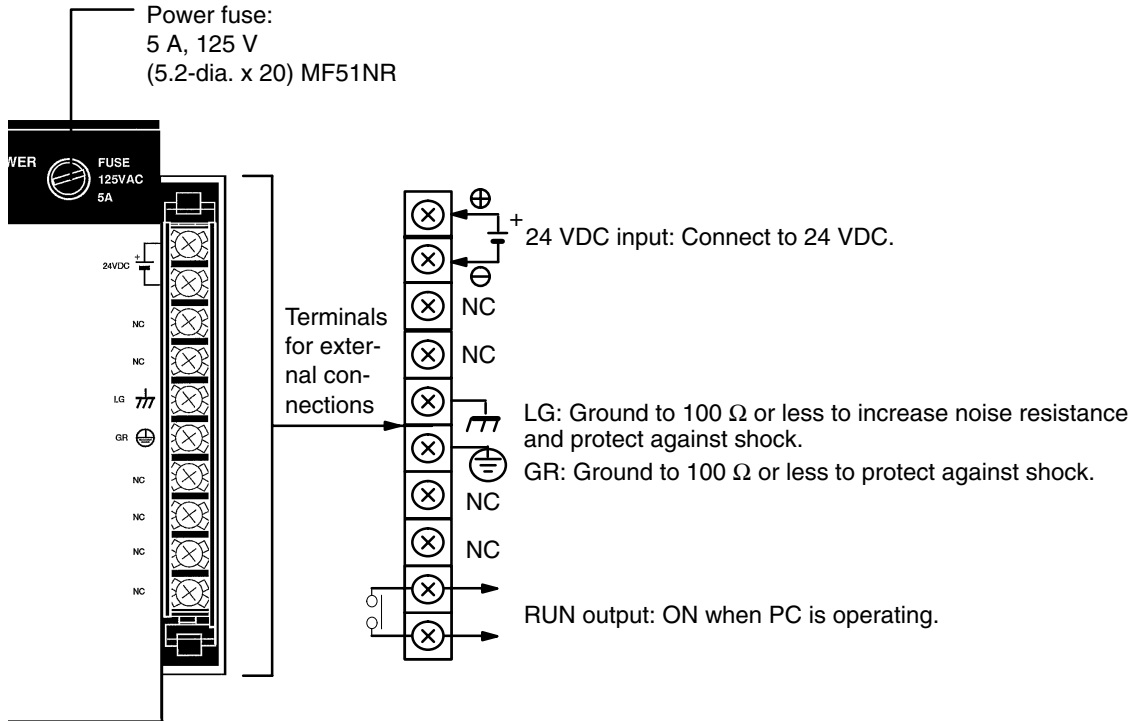 Power fuse:
5 A, 125 V
(5.2-dia. x 20) MF51NR
WER
FUSE
125VAC
5A
24VDC
+
NC
NC
LG
GR
NC
NC
NC
NC
Terminals
for exter-
nal con-
nections
⊕
+
24 VDC input: Connect to 24 VDC.
⊖
NC
NC
LG: Ground to 100 Ω or less to increase noise resistance
and protect against shock.
GR: Ground to 100 Ω or less to protect against shock.
NC
NC
RUN output: ON when PC is operating.